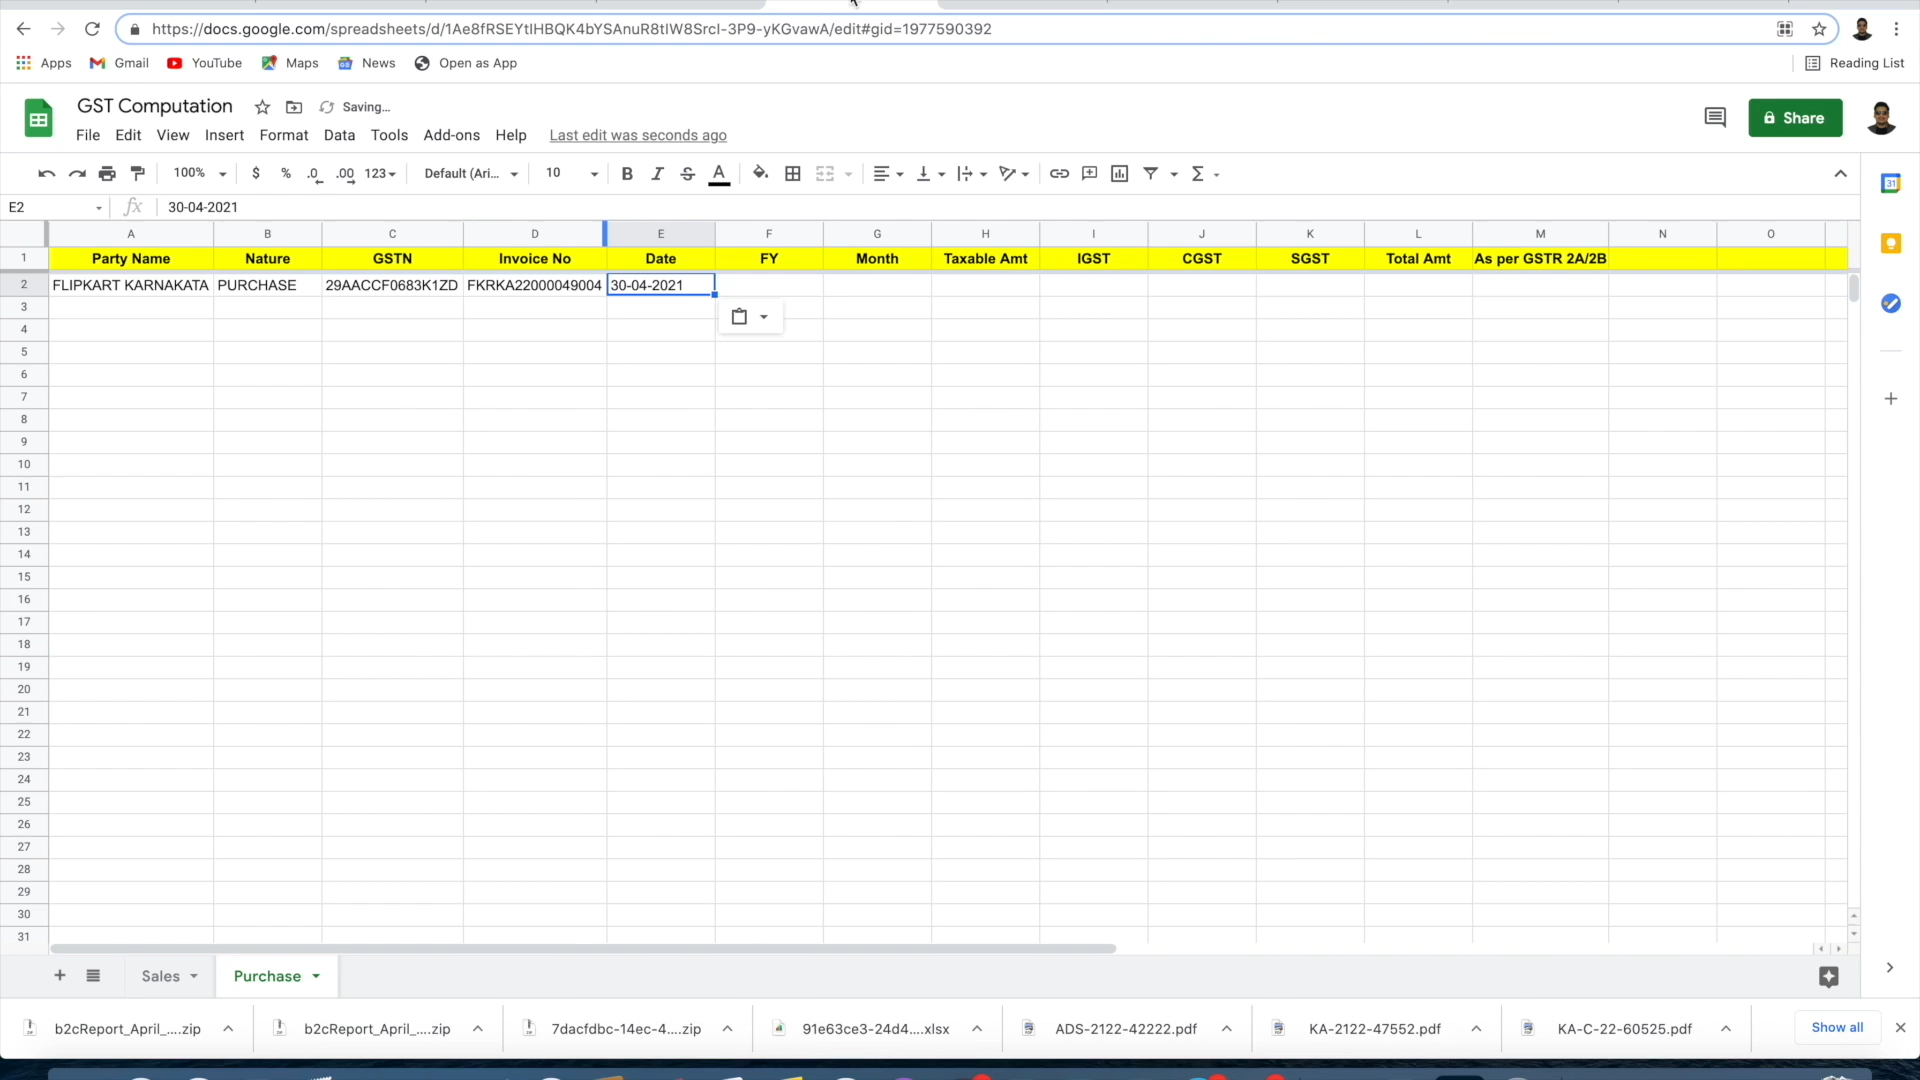 https://docs.google.com/spreadsheets/d/1Ae8fRSEYtIHBQK4bYSAnuR8tIW8SrcI-3P9-yKGvawA/edit#gid=1977590392
Apps Gmail YouTube Maps News Open as App Reading List
GST Computation Saving...
File Edit View Insert Format Data Tools Add-ons Help Last edit was seconds ago
Share
100% $ % .0 .00 123 Default (Ari... 10 B I S A Σ
31
E2 fx 30-04-2021
A B C D E F G H I J K L M N O
1 Party Name Nature GSTN Invoice No Date FY Month Taxable Amt IGST CGST SGST Total Amt As per GSTR 2A/2B
2 FLIPKART KARNAKATA PURCHASE 29AACCF0683K1ZD FKRKA22000049004 30-04-2021
3
4
5
6
7
8
9
10
11
12
13
14
15
16
17
18
19
20
21
22
23
24
25
26
27
28
29
30
31
Sales Purchase
b2cReport_April_....zip b2cReport_April_....zip 7dacfdbc-14ec-4....zip 91e63ce3-24d4....xlsx ADS-2122-42222.pdf KA-2122-47552.pdf KA-C-22-60525.pdf Show all